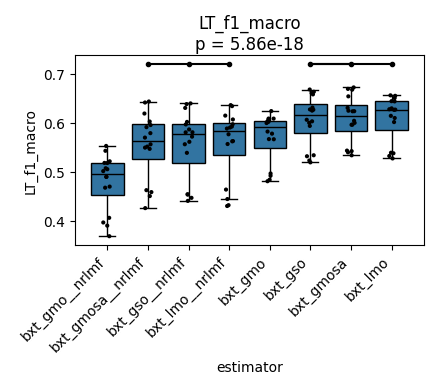 LT_f1_macro
p = 5.86e-18
LT_f1_macro
0.7
0.6
0.5
0.4
bxt_gmo__nrlmf
bxt_gmosa__nrlmf
bxt_gso__nrlmf
bxt_lmo__nrlmf
bxt_gmo
bxt_gso
bxt_gmosa
bxt_lmo
estimator